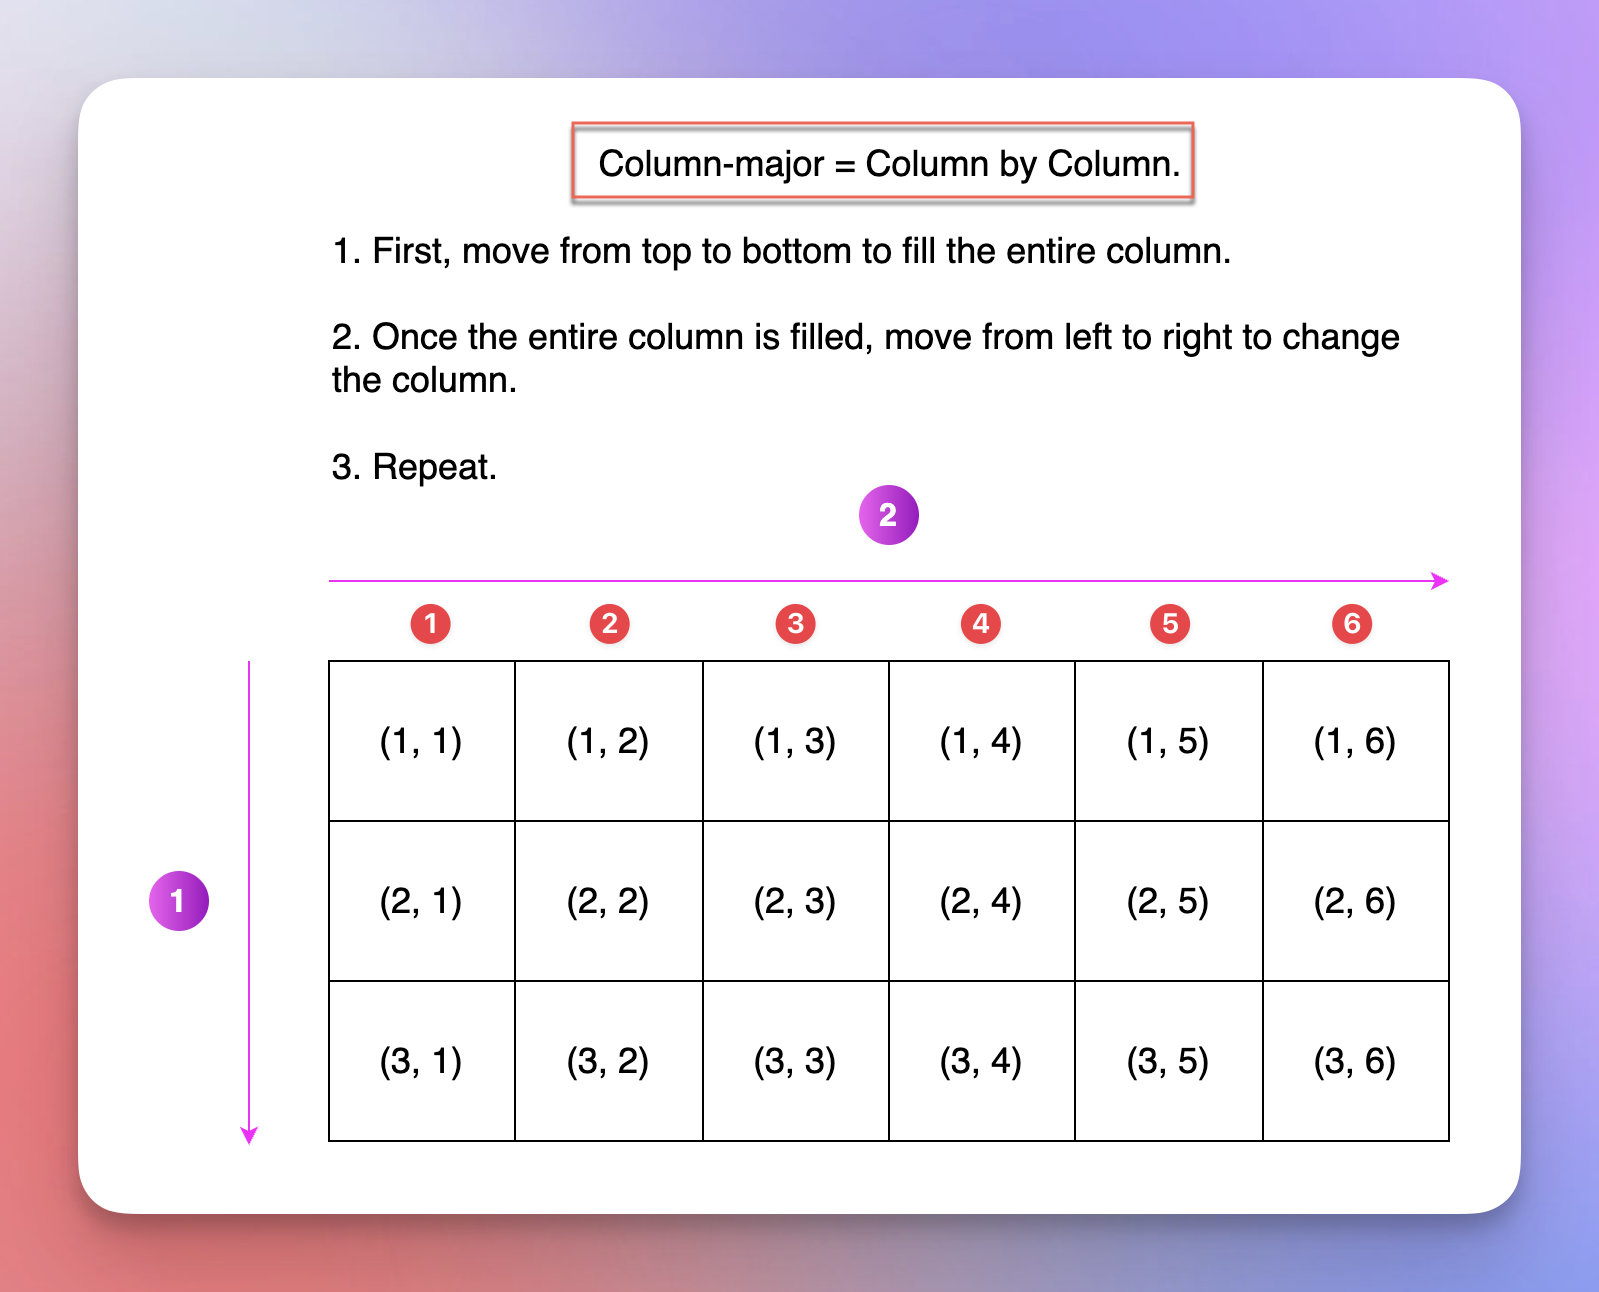 Column-major = Column by Column.
1. First, move from top to bottom to fill the entire column.
2. Once the entire column is filled, move from left to right to change
the column.
3. Repeat.
2
1 2 3 4 5 6
(1, 1) (1, 2) (1, 3) (1, 4) (1, 5) (1, 6)
1
(2, 1) (2, 2) (2, 3) (2, 4) (2, 5) (2, 6)
(3, 1) (3, 2) (3, 3) (3, 4) (3, 5) (3, 6)